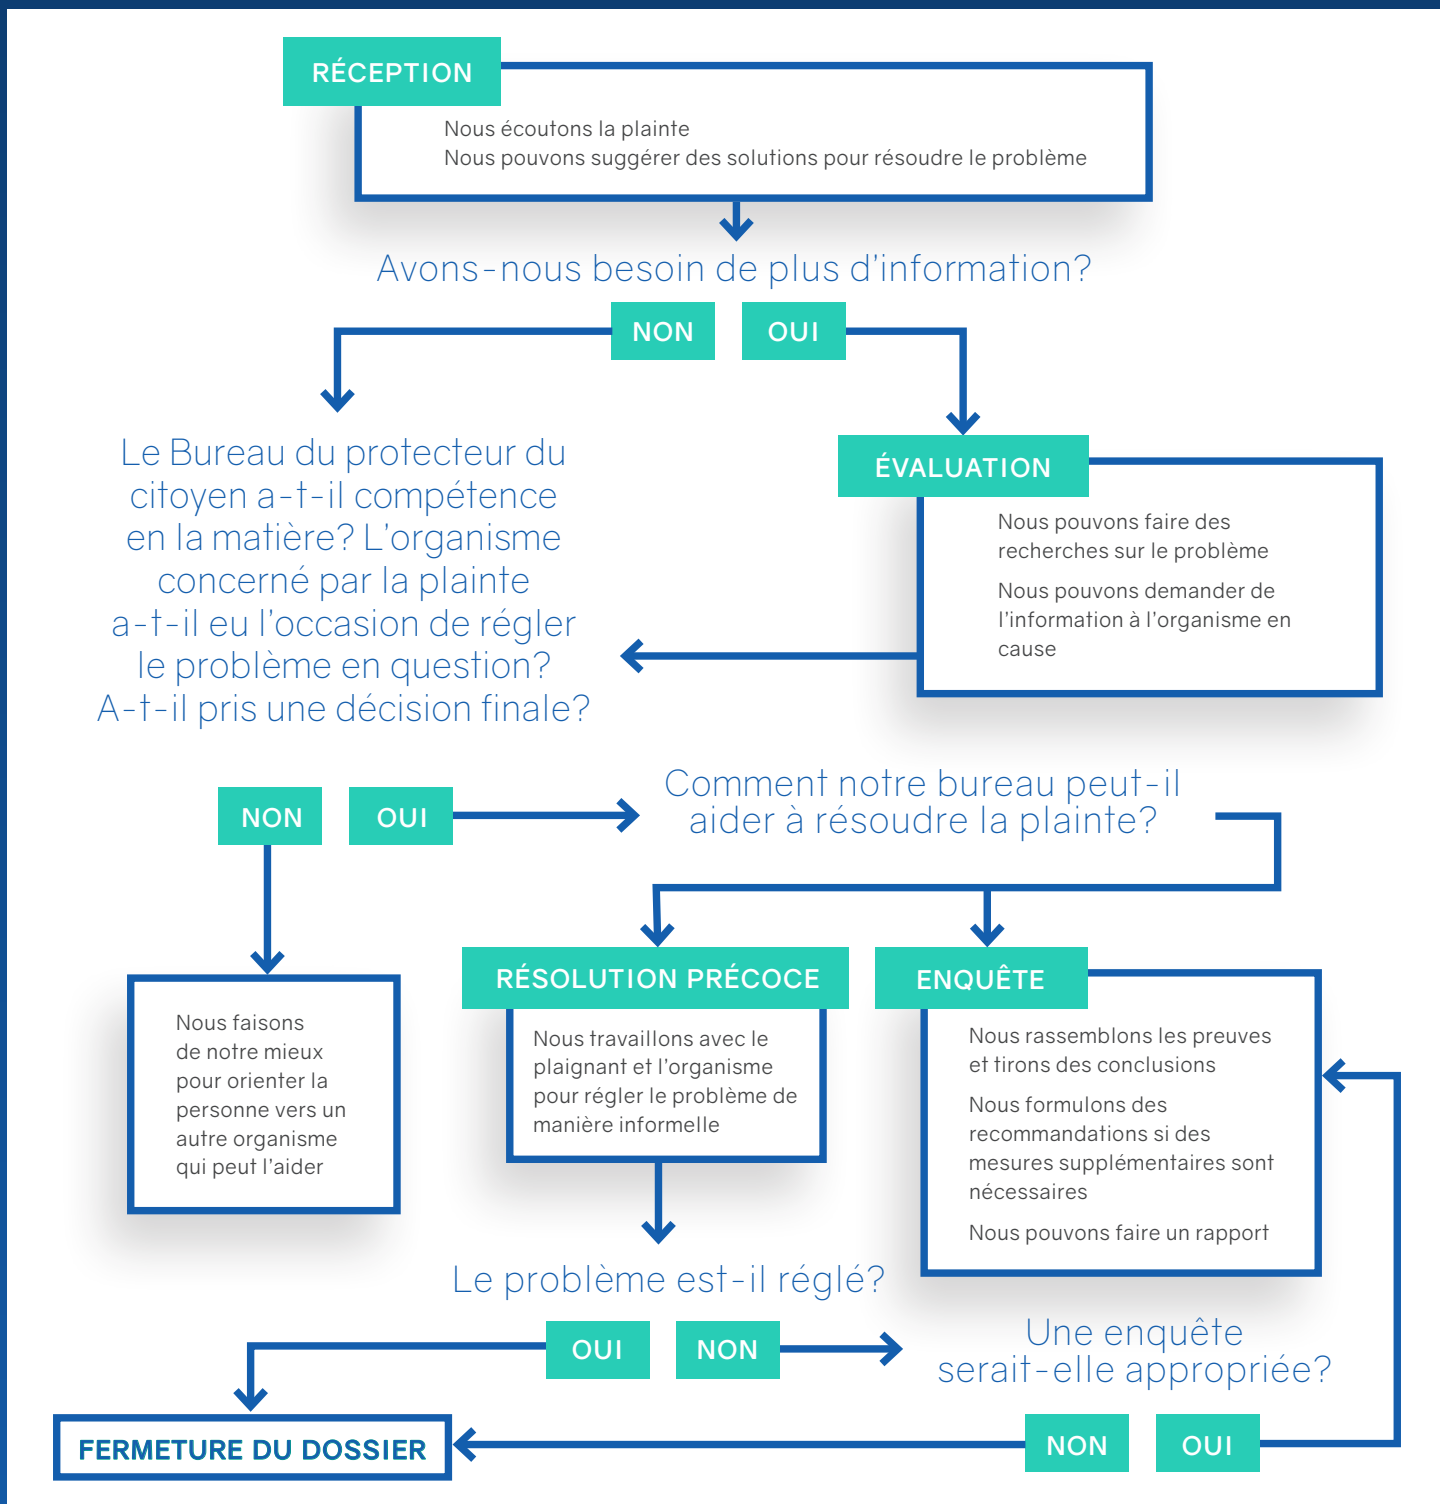 RÉCEPTION
Nous écoutons la plainte
Nous pouvons suggérer des solutions pour résoudre le problème
Avons-nous besoin de plus d'information?
NON
OUI
Le Bureau du protecteur du
citoyen a-t-il compétence
en la matière? L'organisme
concerné par la plainte
a-t-il eu l'occasion de régler
le problème en question?
A-t-il pris une décision finale?
ÉVALUATION
Nous pouvons faire des
recherches sur le problème
Nous pouvons demander de
l'information à l'organisme en
cause
NON
OUI
Comment notre bureau peut-il
aider à résoudre la plainte?
Nous faisons
de notre mieux
pour orienter la
personne vers un
autre organisme
qui peut l'aider
RÉSOLUTION PRÉCOCE
Nous travaillons avec le
plaignant et l'organisme
pour régler le problème de
manière informelle
ENQUÊTE
Nous rassemblons les preuves
et tirons des conclusions
Nous formulons des
recommandations si des
mesures supplémentaires sont
nécessaires
Nous pouvons faire un rapport
Le problème est-il réglé?
OUI
NON
Une enquête
serait-elle appropriée?
FERMETURE DU DOSSIER
NON
OUI